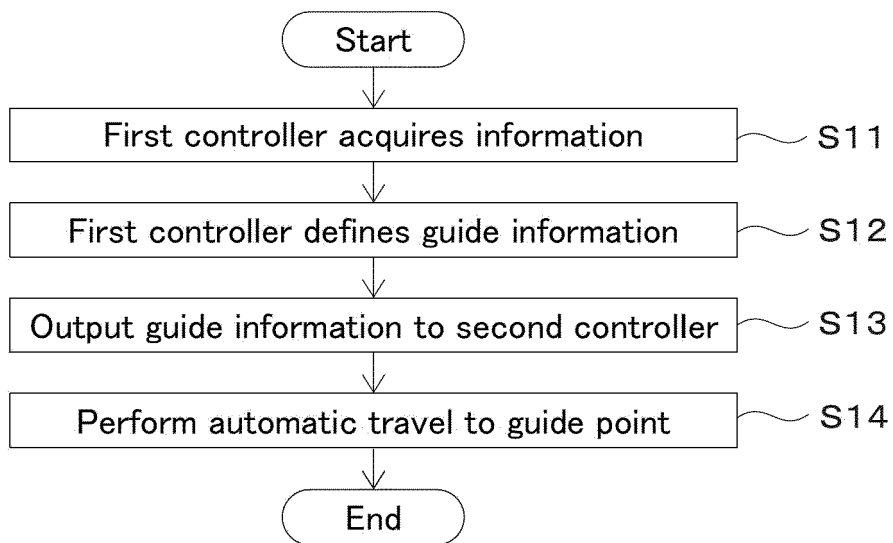 Start
First controller acquires information
S11
First controller defines guide information
S12
Output guide information to second controller
S13
Perform automatic travel to guide point
S14
End